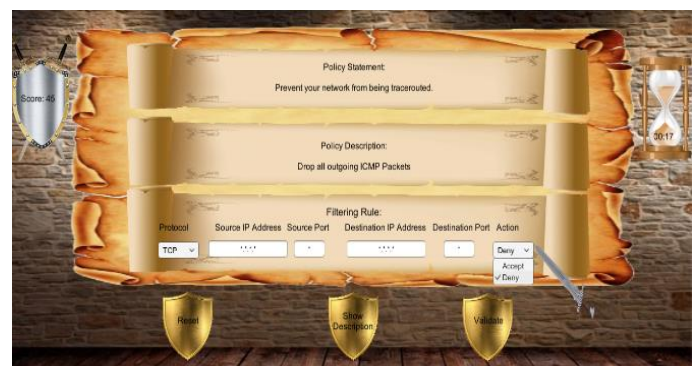 Score: 45
00:17
Policy Statement:
Prevent your network from being tracerouted.
Policy Description:
Drop all outgoing ICMP Packets
Filtering Rule:
Protocol Source IP Address Source Port Destination IP Address Destination Port Action
TCP *.*.*.* * *.*.*.* * Deny
Accept
✓ Deny
Reset
Show
Description
Validate